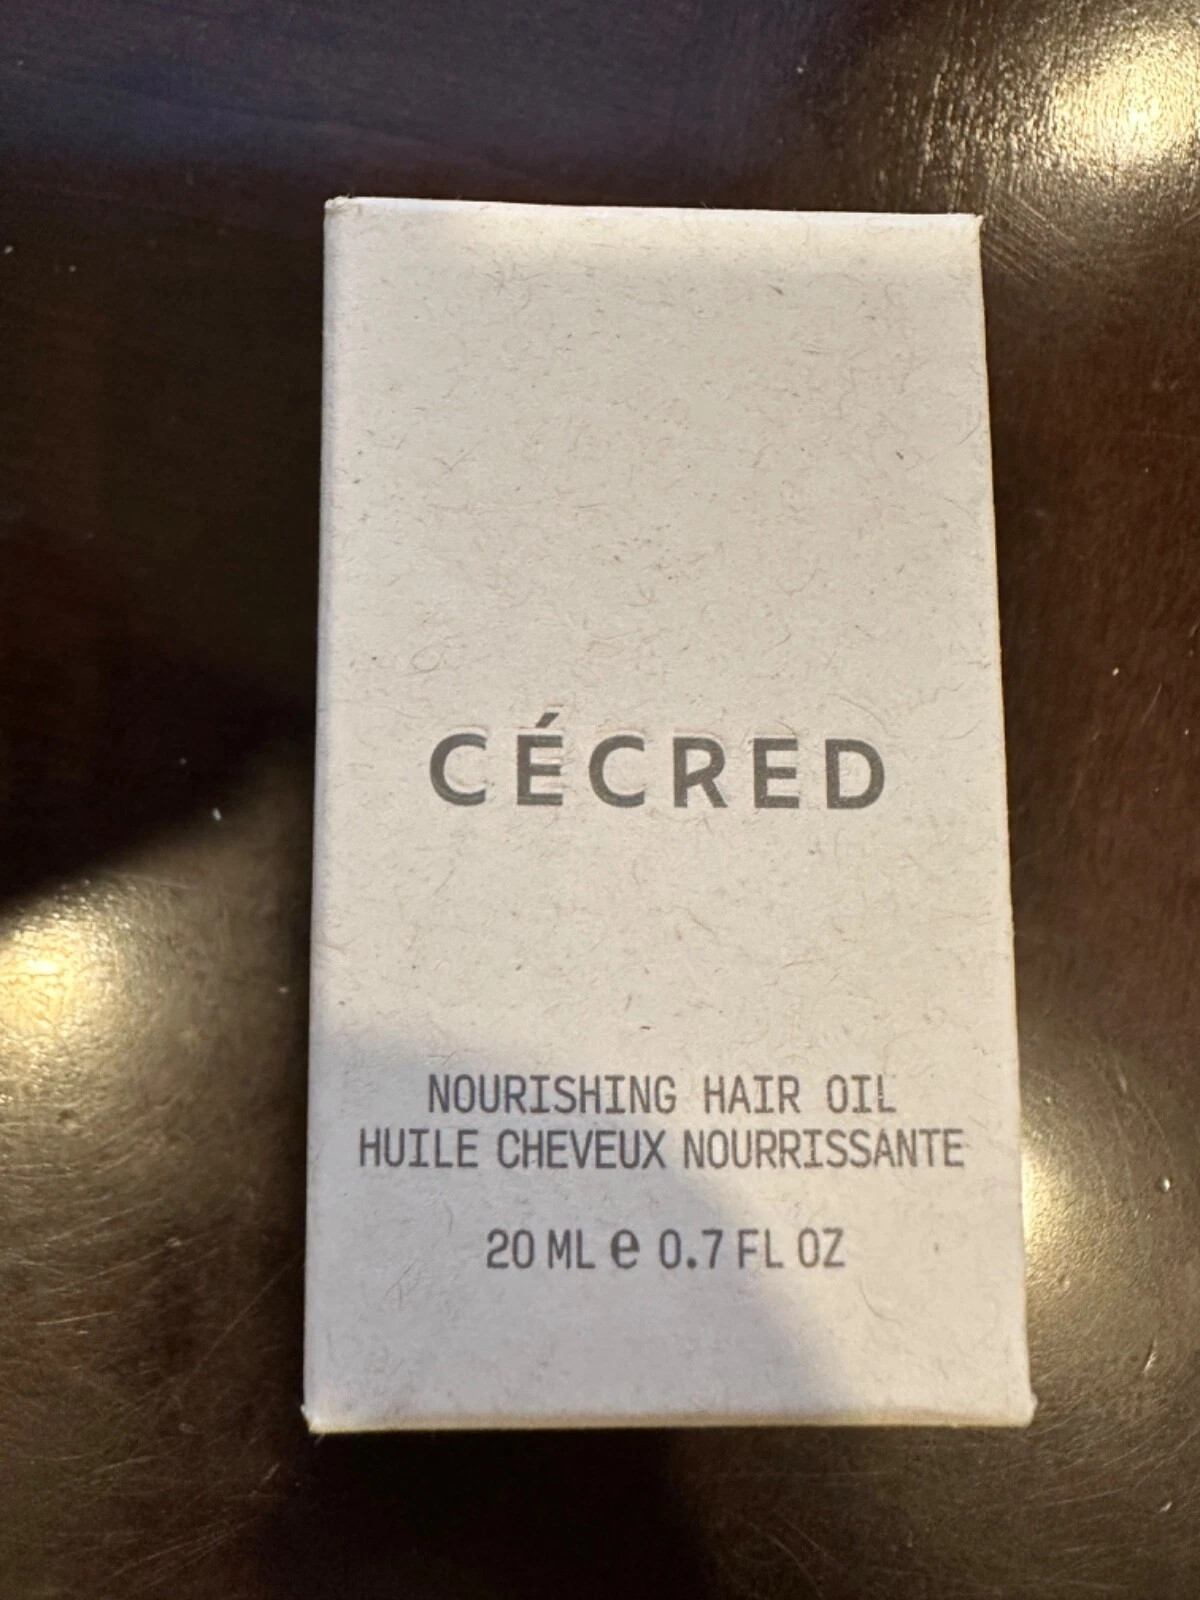 CÉCRED
NOURISHING HAIR OIL
HUILE CHEVEUX NOURRISSANTE
20 ML e 0.7 FL OZ